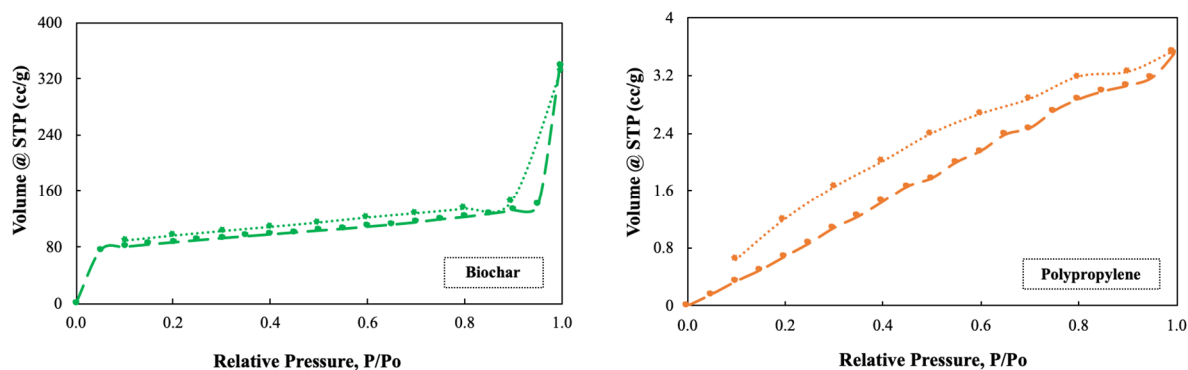 Volume @ STP (cc/g)
400
320
240
160
80
0
0.0 0.2 0.4 0.6 0.8 1.0
Relative Pressure, P/Po
Biochar
Volume @ STP (cc/g)
4
3.2
2.4
1.6
0.8
0
0.0 0.2 0.4 0.6 0.8 1.0
Relative Pressure, P/Po
Polypropylene